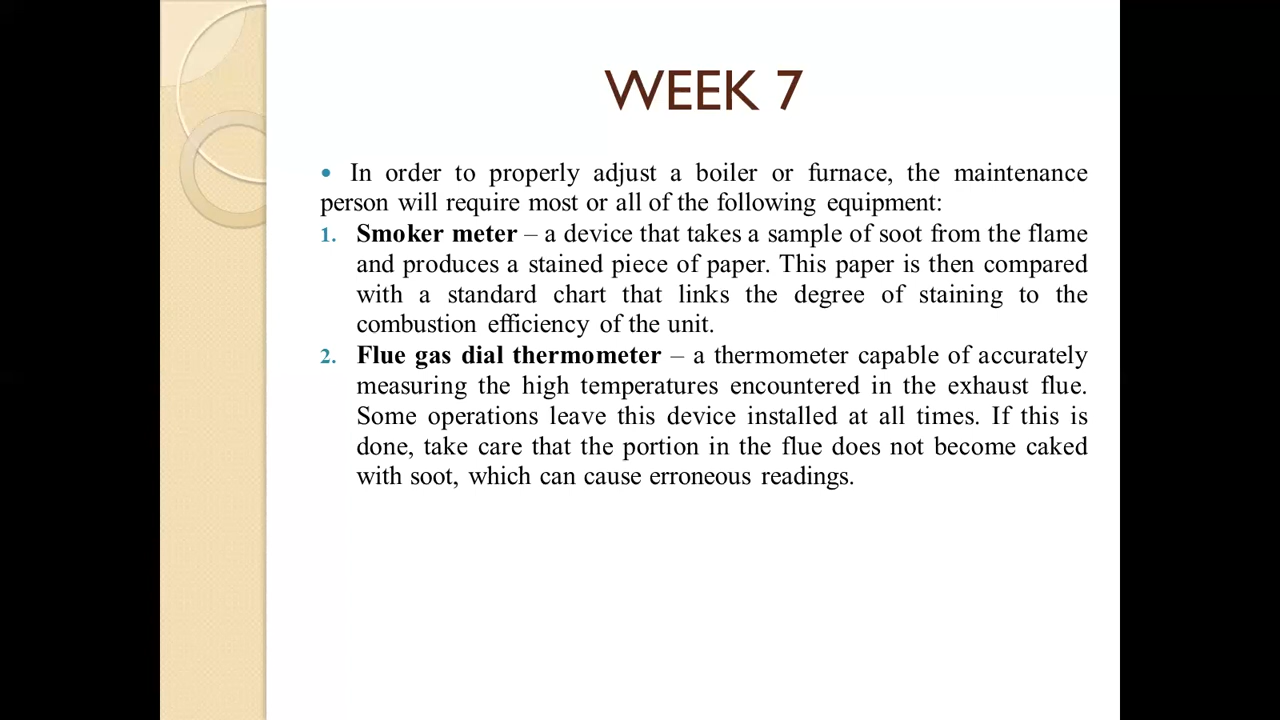 WEEK 7
• In order to properly adjust a boiler or furnace, the maintenance
person will require most or all of the following equipment:
1. Smoker meter – a device that takes a sample of soot from the flame
and produces a stained piece of paper. This paper is then compared
with a standard chart that links the degree of staining to the
combustion efficiency of the unit.
2. Flue gas dial thermometer – a thermometer capable of accurately
measuring the high temperatures encountered in the exhaust flue.
Some operations leave this device installed at all times. If this is
done, take care that the portion in the flue does not become caked
with soot, which can cause erroneous readings.